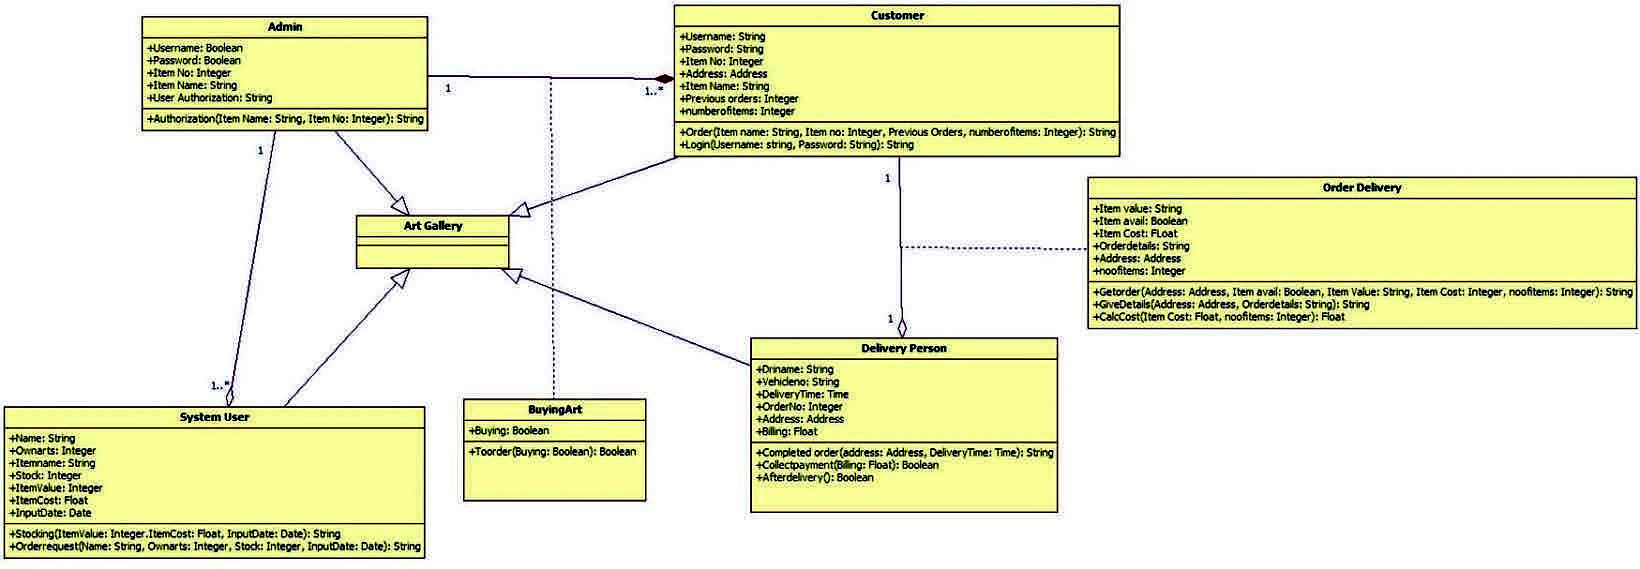 Admin
+Username: Boolean
+Password: Boolean
+Item No: Integer
+Item Name: String
+User Authorization: String
+Authorization(Item Name: String, Item No: Integer): String
Customer
+Username: String
+Password: String
+Item No: Integer
+Address: Address
+Item Name: String
+Previous orders: Integer
+numberofitems: Integer
+Order(Item name: String, Item no: Integer, Previous Orders, numberofitems: Integer): String
+Login(Username: string, Password: String): String
1
1..*
1
1
Art Gallery
Order Delivery
+Item value: String
+Item avail: Boolean
+Item Cost: FLoat
+Orderdetails: String
+Address: Address
+noofitems: Integer
+Getorder(Address: Address, Item avail: Boolean, Item Value: String, Item Cost: Integer, noofitems: Integer): String
+GiveDetails(Address: Address, Orderdetails: String): String
+CalcCost(Item Cost: Float, noofitems: Integer): Float
1
1..*
Delivery Person
+Driname: String
+Vehicleno: String
+DeliveryTime: Time
+OrderNo: Integer
+Address: Address
+Billing: Float
+Completed order(address: Address, DeliveryTime: Time): String
+Collectpayment(Billing: Float): Boolean
+Afterdelivery(): Boolean
System User
+Name: String
+Ownarts: Integer
+Itemname: String
+Stock: Integer
+ItemValue: Integer
+ItemCost: Float
+InputDate: Date
+Stocking(ItemValue: Integer.ItemCost: Float, InputDate: Date): String
+Orderrequest(Name: String, Ownarts: Integer, Stock: Integer, InputDate: Date): String
BuyingArt
+Buying: Boolean
+Toorder(Buying: Boolean): Boolean